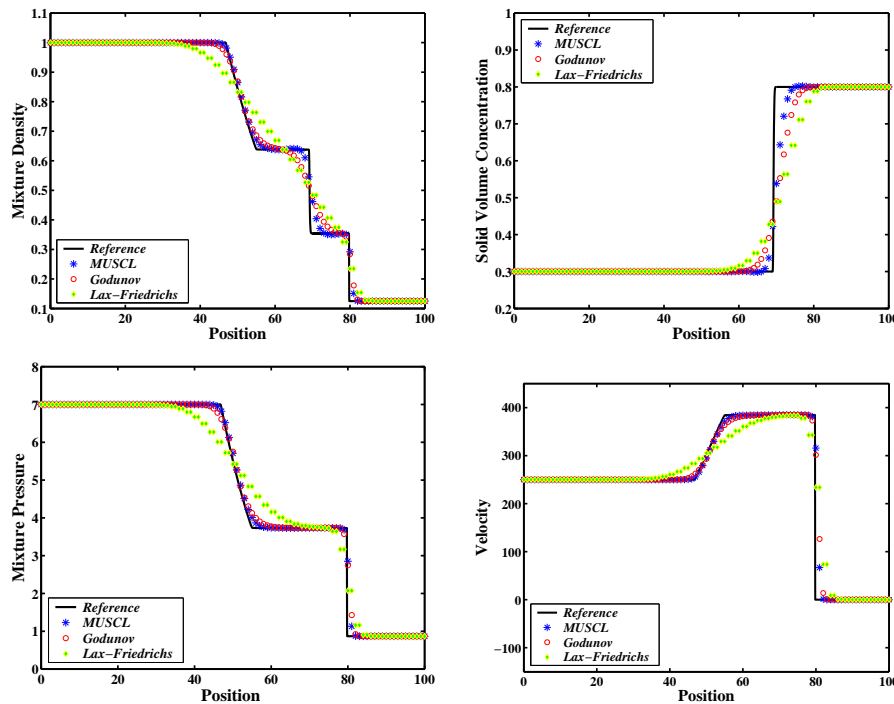 1.1
1
0.9
0.8
0.7
0.6
0.5
0.4
0.3
0.2
0.1
Mixture Density
Reference
MUSCL
Godunov
Lax−Friedrichs
0 20 40 60 80 100
Position
1
0.9
0.8
0.7
0.6
0.5
0.4
0.3
0.2
Solid Volume Concentration
Reference
MUSCL
Godunov
Lax−Friedrichs
0 20 40 60 80 100
Position
8
7
6
5
4
3
2
1
0
Mixture Pressure
Reference
MUSCL
Godunov
Lax−Friedrichs
0 20 40 60 80 100
Position
400
300
200
100
0
−100
Velocity
Reference
MUSCL
Godunov
Lax−Friedrichs
0 20 40 60 80 100
Position